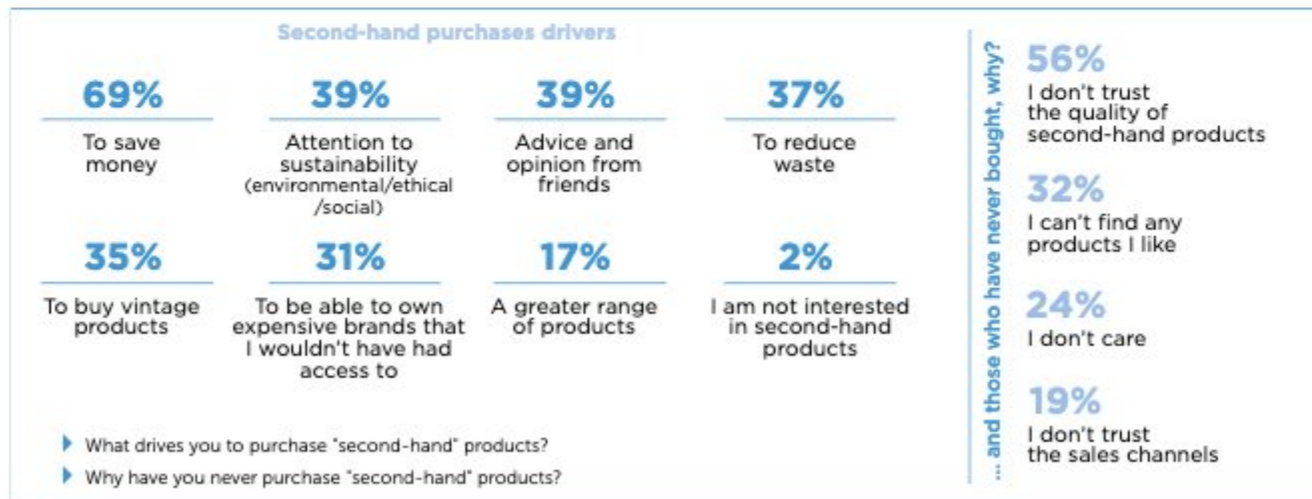 Second-hand purchases drivers
69%
To save
money
39%
Attention to
sustainability
(environmental/ethical
/social)
39%
Advice and
opinion from
friends
37%
To reduce
waste
35%
To buy vintage
products
31%
To be able to own
expensive brands that
I wouldn't have had
access to
17%
A greater range
of products
2%
I am not interested
in second-hand
products
What drives you to purchase "second-hand" products?
Why have you never purchase "second-hand" products?
... and those who have never bought, why?
56%
I don't trust
the quality of
second-hand products
32%
I can't find any
products I like
24%
I don't care
19%
I don't trust
the sales channels